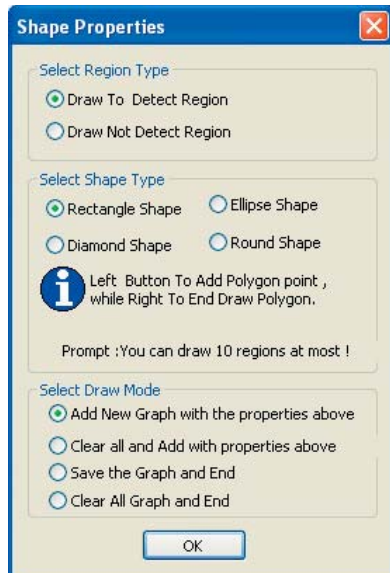 Shape Properties
Select Region Type
Draw To Detect Region
Draw Not Detect Region
Select Shape Type
Rectangle Shape
Ellipse Shape
Diamond Shape
Round Shape
Left Button To Add Polygon point ,
while Right To End Draw Polygon.
Prompt :You can draw 10 regions at most !
Select Draw Mode
Add New Graph with the properties above
Clear all and Add with properties above
Save the Graph and End
Clear All Graph and End
OK